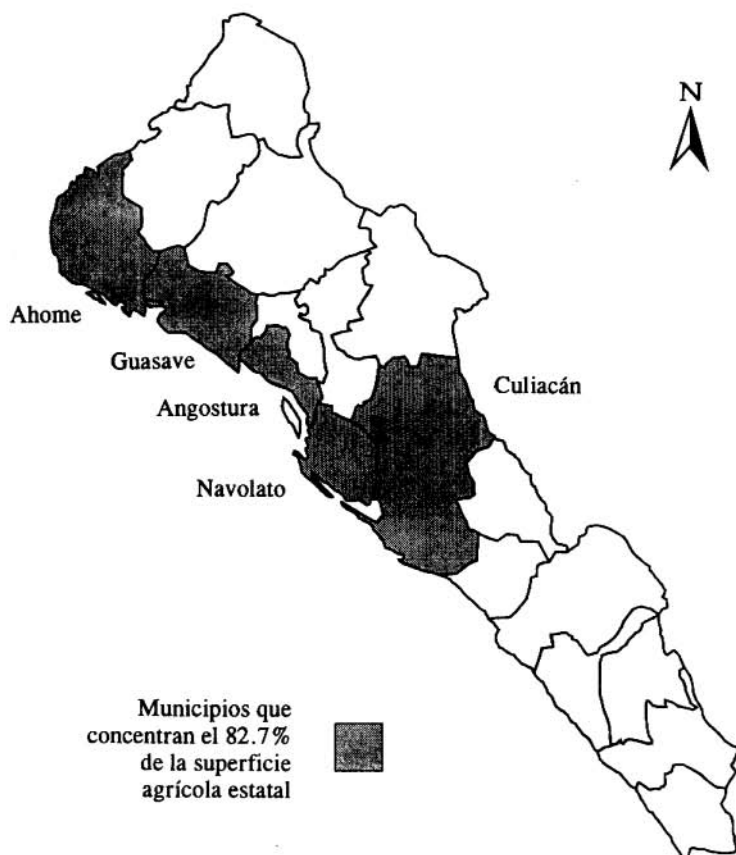 N
Ahome
Guasave
Angostura
Navolato
Culiacán
Municipios que
concentran el 82.7%
de la superficie
agrícola estatal